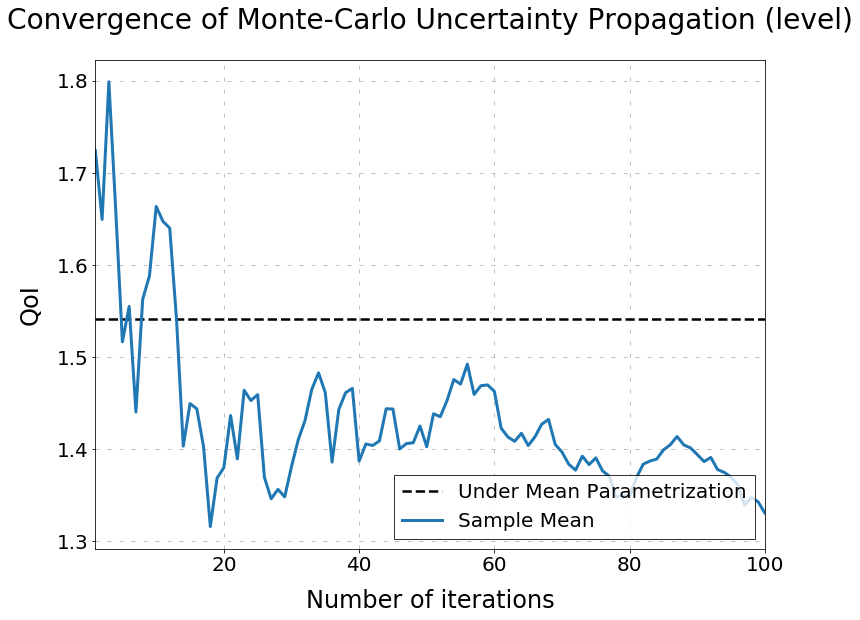 Convergence of Monte-Carlo Uncertainty Propagation (level)
1.8
1.7
1.6
1.5
1.4
1.3
QoI
Under Mean Parametrization
Sample Mean
20 40 60 80 100
Number of iterations